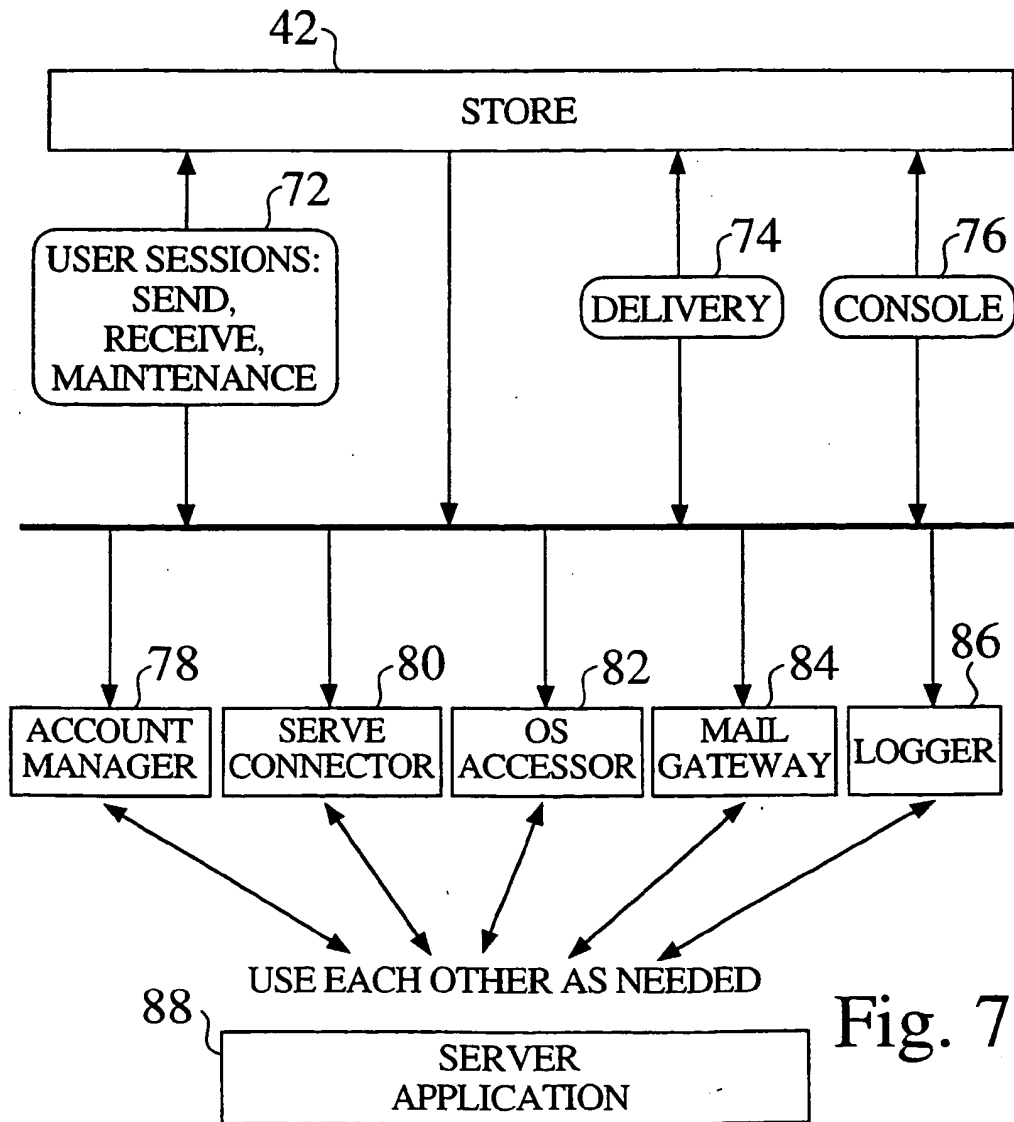 42
STORE
72
USER SESSIONS:
SEND,
RECEIVE,
MAINTENANCE
74
DELIVERY
76
CONSOLE
78
ACCOUNT
MANAGER
80
SERVE
CONNECTOR
82
OS
ACCESSOR
84
MAIL
GATEWAY
86
LOGGER
USE EACH OTHER AS NEEDED
88
SERVER
APPLICATION
Fig. 7